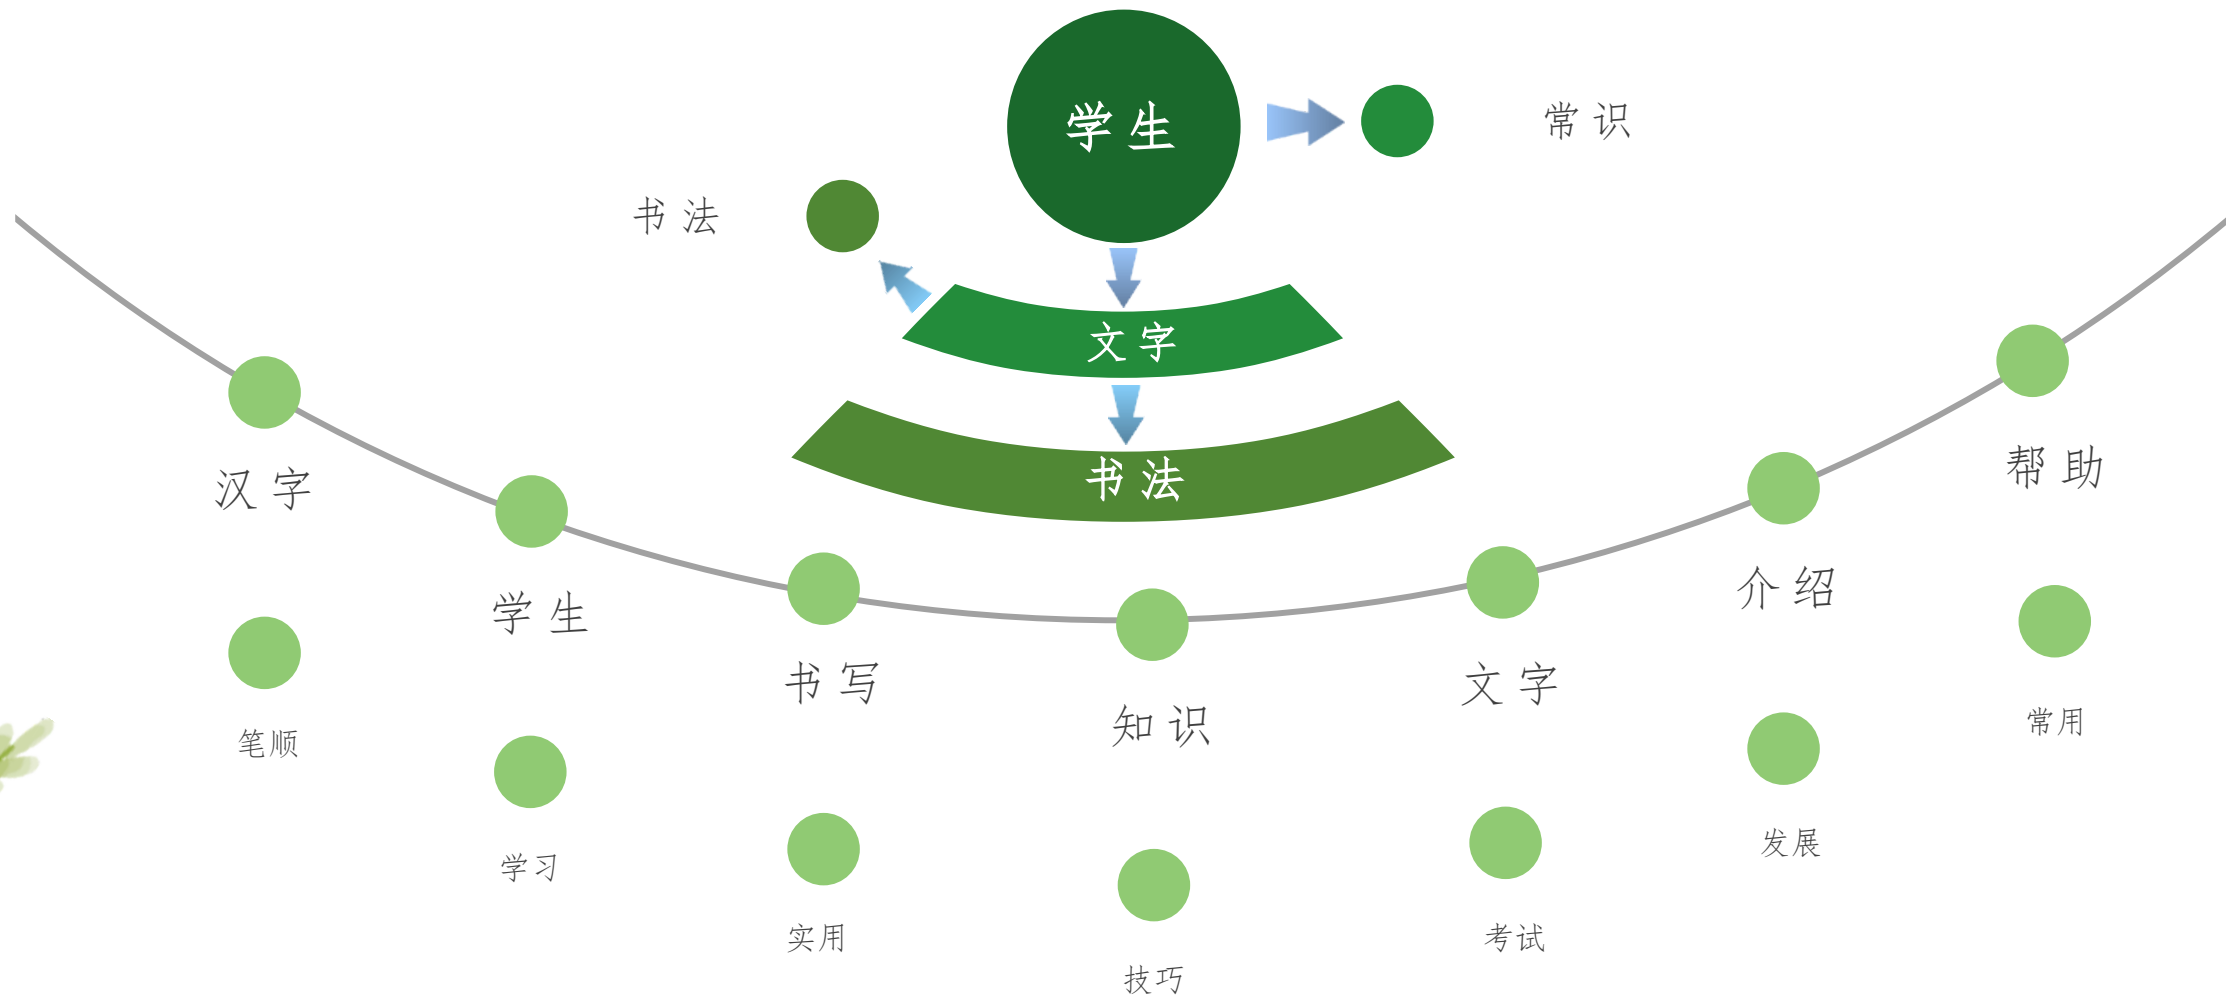 学生
常识
书法
文字
书法
汉字
学生
书写
知识
文字
介绍
帮助
笔顺
学习
实用
技巧
考试
发展
常用